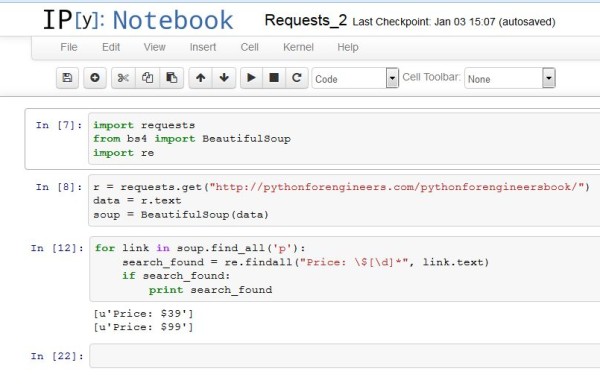 IP[y]: Notebook Requests_2 Last Checkpoint: Jan 03 15:07 (autosaved)
File Edit View Insert Cell Kernel Help
Code Cell Toolbar: None
In [7]: import requests
from bs4 import BeautifulSoup
import re
In [8]: r = requests.get("http://pythonforengineers.com/pythonforengineersbook/")
data = r.text
soup = BeautifulSoup(data)
In [12]: for link in soup.find_all('p'):
    search_found = re.findall("Price: \$[\d]*", link.text)
    if search_found:
        print search_found
[u'Price: $39']
[u'Price: $99']
In [22]: